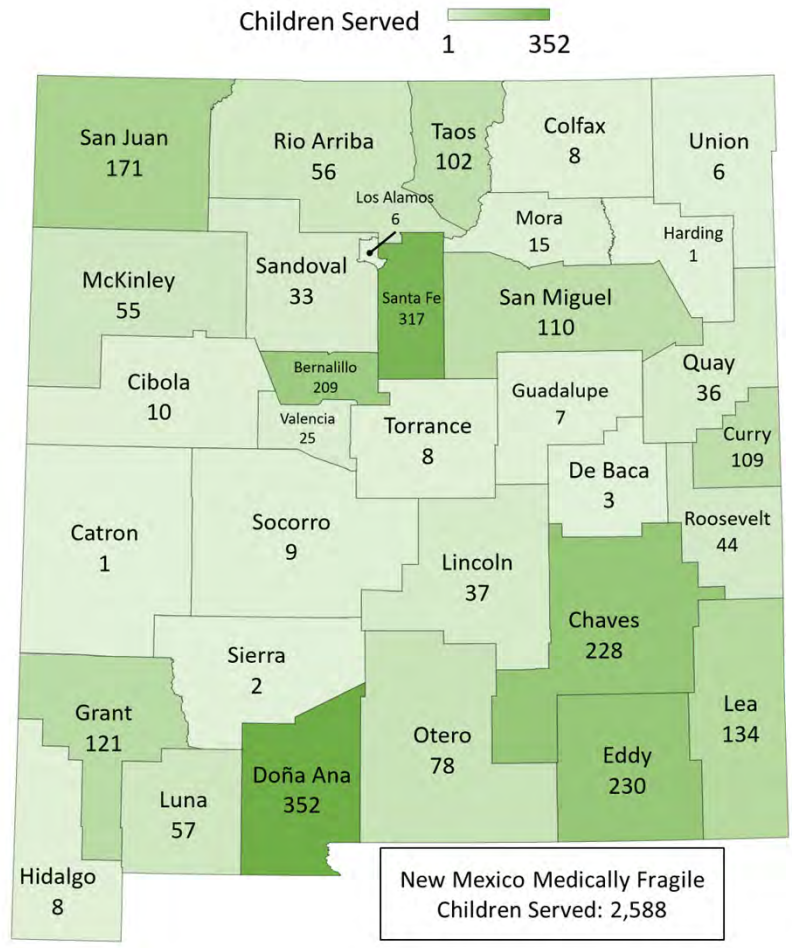 Children Served
1 352
San Juan
171
Rio Arriba
56
Taos
102
Colfax
8
Union
6
Los Alamos
6
Mora
15
Harding
1
McKinley
55
Sandoval
33
Santa Fe
317
San Miguel
110
Quay
36
Cibola
10
Bernalillo
209
Valencia
25
Torrance
8
Guadalupe
7
Curry
109
De Baca
3
Roosevelt
44
Catron
1
Socorro
9
Lincoln
37
Chaves
228
Sierra
2
Grant
121
Doña Ana
352
Otero
78
Eddy
230
Lea
134
Luna
57
Hidalgo
8
New Mexico Medically Fragile
Children Served: 2,588